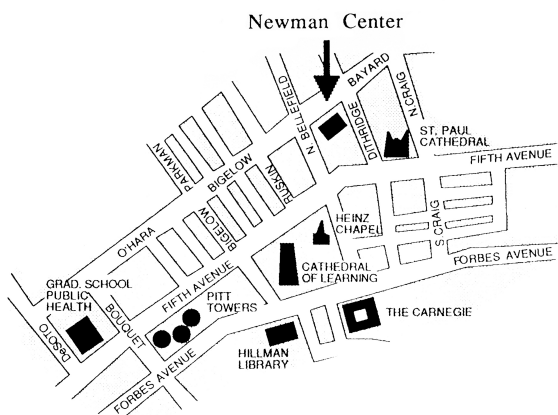 Newman Center
BAYARD
N. BELLEFIELD
N CRAIG
DITHRIDGE
ST. PAUL
CATHEDRAL
FIFTH AVENUE
PARKMAN
BIGELOW
RUSKIN
O'HARA
BIGELOW
HEINZ
CHAPEL
S. CRAIG
FORBES AVENUE
CATHEDRAL
OF LEARNING
FIFTH AVENUE
GRAD. SCHOOL
PUBLIC
HEALTH
PITT
TOWERS
BOUQUET
DeSOTO
THE CARNEGIE
HILLMAN
LIBRARY
FORBES AVENUE